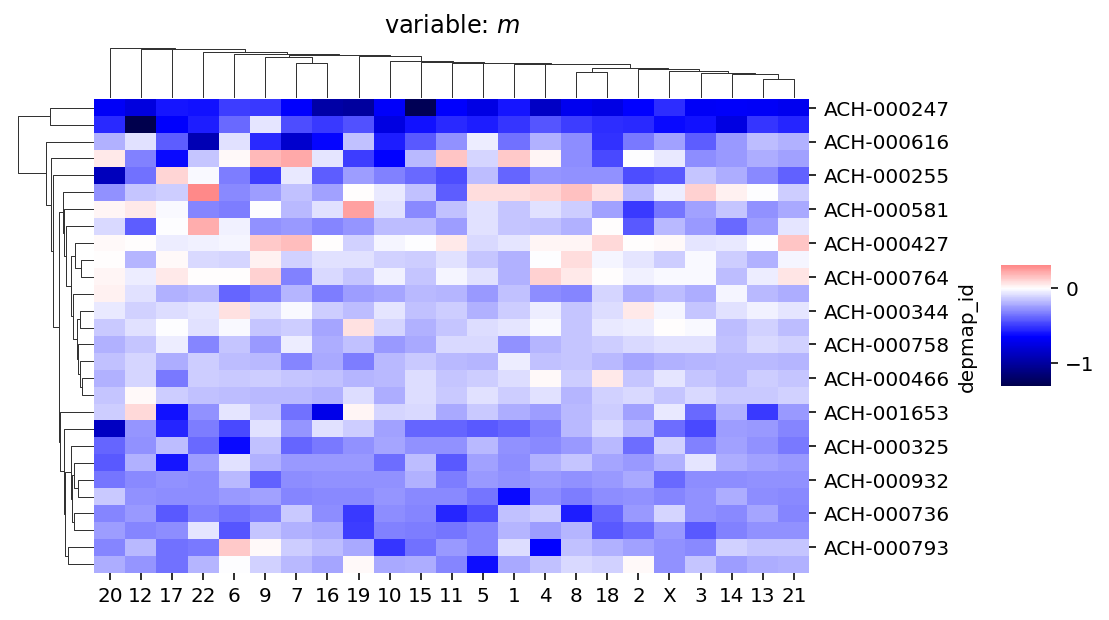 variable: m
ACH-000247
ACH-000616
ACH-000255
ACH-000581
ACH-000427
ACH-000764
ACH-000344
ACH-000758
ACH-000466
ACH-001653
ACH-000325
ACH-000932
ACH-000736
ACH-000793
depmap_id
0
−1
20 12 17 22 6 9 7 16 19 10 15 11 5 1 4 8 18 2 X 3 14 13 21